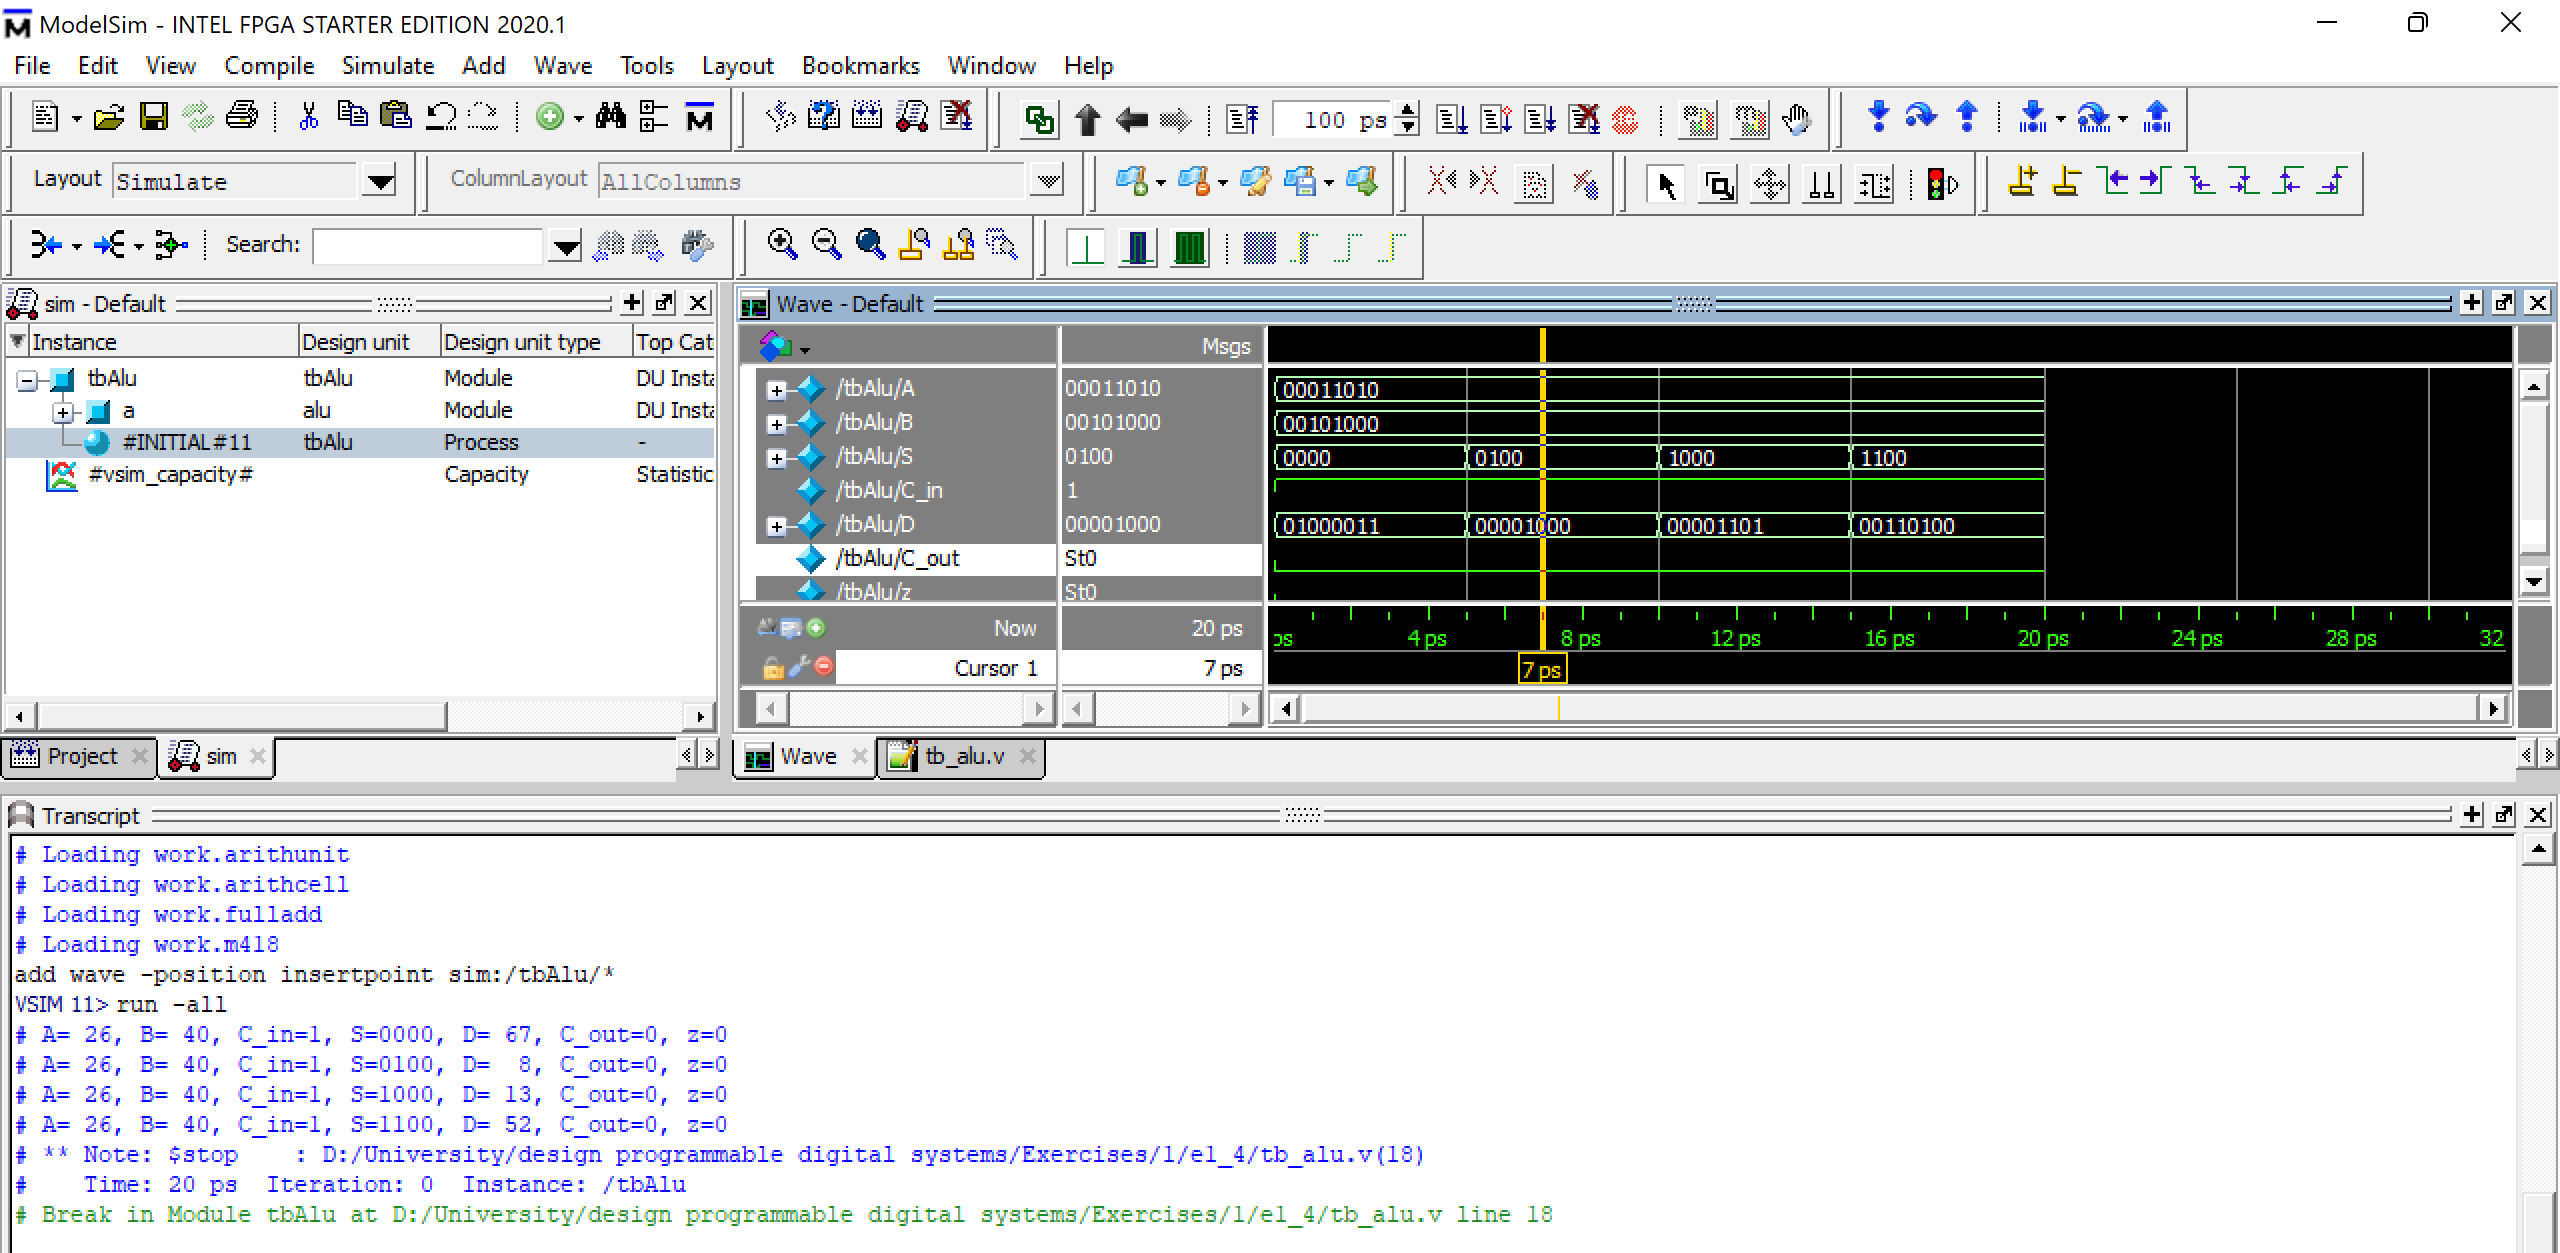 ModelSim - INTEL FPGA STARTER EDITION 2020.1
File Edit View Compile Simulate Add Wave Tools Layout Bookmarks Window Help
100 ps
Layout Simulate ColumnLayout AllColumns
Search:
sim - Default
Instance Design unit Design unit type Top Cat
tbAlu tbAlu Module DU Insta
a alu Module DU Insta
#INITIAL#11 tbAlu Process -
#vsim_capacity# Capacity Statistic
Project sim
Wave - Default
Msgs
/tbAlu/A 00011010 00011010
/tbAlu/B 00101000 00101000
/tbAlu/S 0100 0000 0100 1000 1100
/tbAlu/C_in 1
/tbAlu/D 00001000 01000011 00001000 00001101 00110100
/tbAlu/C_out St0
/tbAlu/z St0
Now 20 ps ps 4 ps 8 ps 12 ps 16 ps 20 ps 24 ps 28 ps 32
Cursor 1 7 ps 7 ps
Wave tb_alu.v
Transcript
# Loading work.arithunit
# Loading work.arithcell
# Loading work.fulladd
# Loading work.m418
add wave -position insertpoint sim:/tbAlu/*
VSIM 11> run -all
# A= 26, B= 40, C_in=1, S=0000, D= 67, C_out=0, z=0
# A= 26, B= 40, C_in=1, S=0100, D=  8, C_out=0, z=0
# A= 26, B= 40, C_in=1, S=1000, D= 13, C_out=0, z=0
# A= 26, B= 40, C_in=1, S=1100, D= 52, C_out=0, z=0
# ** Note: $stop    : D:/University/design programmable digital systems/Exercises/1/e1_4/tb_alu.v(18)
#    Time: 20 ps  Iteration: 0  Instance: /tbAlu
# Break in Module tbAlu at D:/University/design programmable digital systems/Exercises/1/e1_4/tb_alu.v line 18